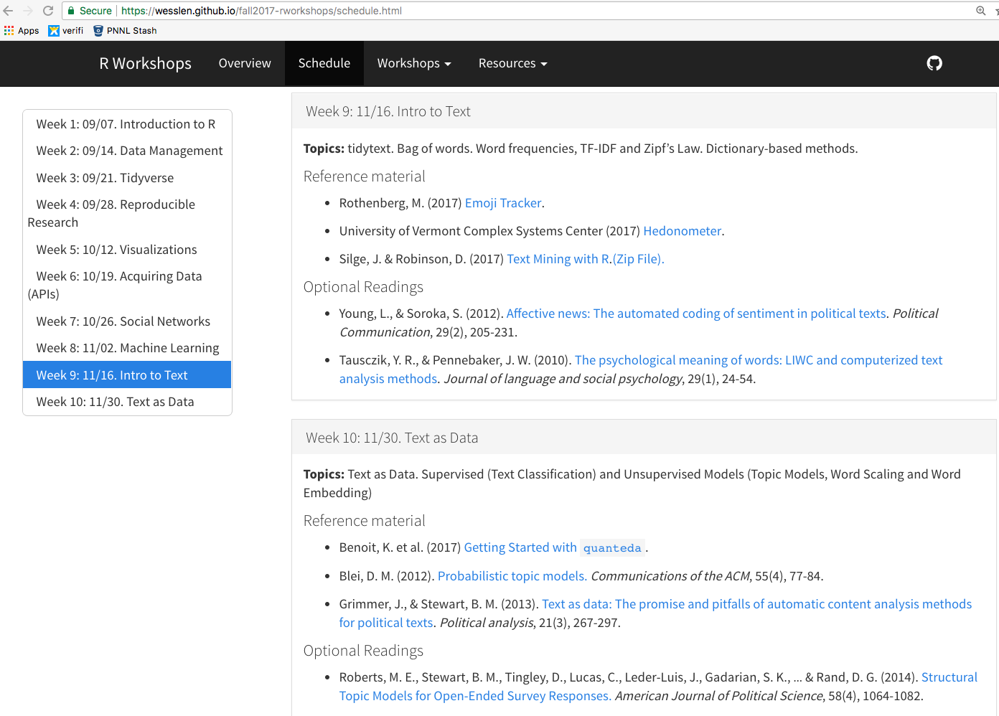 Secure https://wesslen.github.io/fall2017-rworkshops/schedule.html
Apps verifi PNNL Stash
R Workshops Overview Schedule Workshops Resources
Week 1: 09/07. Introduction to R
Week 2: 09/14. Data Management
Week 3: 09/21. Tidyverse
Week 4: 09/28. Reproducible
Research
Week 5: 10/12. Visualizations
Week 6: 10/19. Acquiring Data
(APIs)
Week 7: 10/26. Social Networks
Week 8: 11/02. Machine Learning
Week 9: 11/16. Intro to Text
Week 10: 11/30. Text as Data
Week 9: 11/16. Intro to Text
Topics: tidytext. Bag of words. Word frequencies, TF-IDF and Zipf’s Law. Dictionary-based methods.
Reference material
• Rothenberg, M. (2017) Emoji Tracker.
• University of Vermont Complex Systems Center (2017) Hedonometer.
• Silge, J. & Robinson, D. (2017) Text Mining with R.(Zip File).
Optional Readings
• Young, L., & Soroka, S. (2012). Affective news: The automated coding of sentiment in political texts. Political
Communication, 29(2), 205-231.
• Tausczik, Y. R., & Pennebaker, J. W. (2010). The psychological meaning of words: LIWC and computerized text
analysis methods. Journal of language and social psychology, 29(1), 24-54.
Week 10: 11/30. Text as Data
Topics: Text as Data. Supervised (Text Classification) and Unsupervised Models (Topic Models, Word Scaling and Word
Embedding)
Reference material
• Benoit, K. et al. (2017) Getting Started with quanteda.
• Blei, D. M. (2012). Probabilistic topic models. Communications of the ACM, 55(4), 77-84.
• Grimmer, J., & Stewart, B. M. (2013). Text as data: The promise and pitfalls of automatic content analysis methods
for political texts. Political analysis, 21(3), 267-297.
Optional Readings
• Roberts, M. E., Stewart, B. M., Tingley, D., Lucas, C., Leder-Luis, J., Gadarian, S. K., ... & Rand, D. G. (2014). Structural
Topic Models for Open-Ended Survey Responses. American Journal of Political Science, 58(4), 1064-1082.